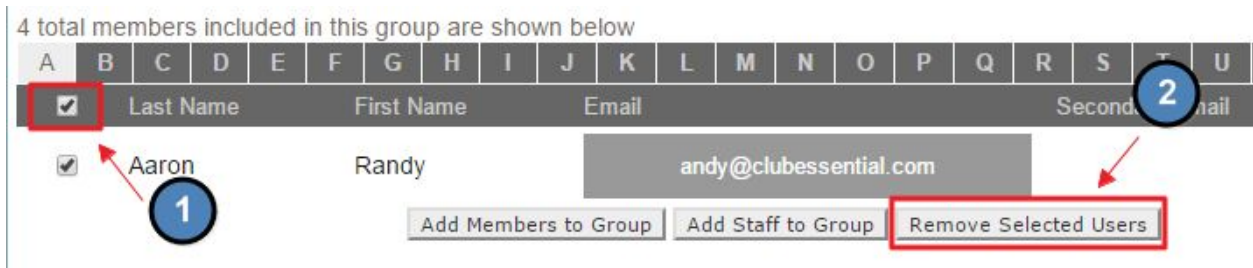 4 total members included in this group are shown below
A B C D E F G H I J K L M N O P Q R S T U
Last Name First Name Email Second mail
2
Aaron Randy andy@clubessential.com
1
Add Members to Group Add Staff to Group Remove Selected Users